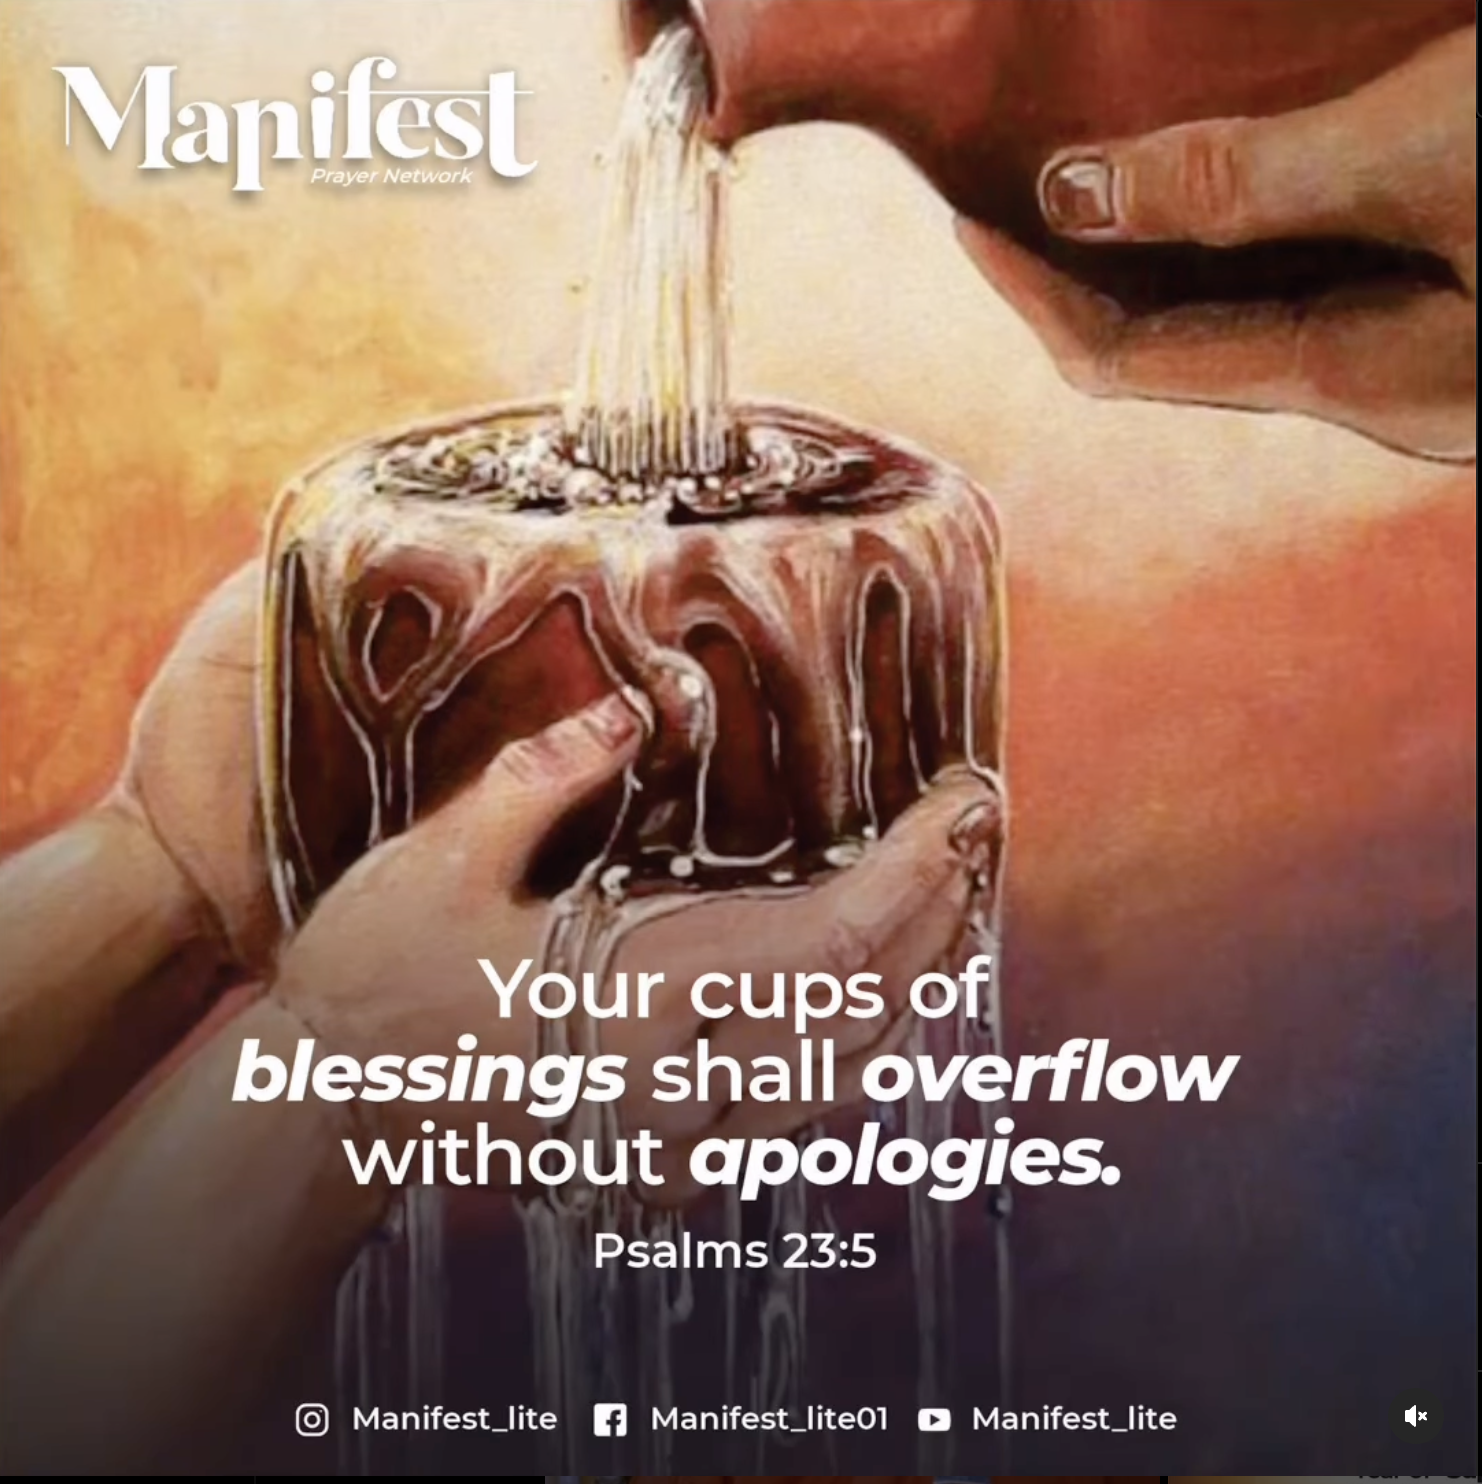 Manifest
Prayer Network
Your cups of
blessings shall overflow
without apologies.
Psalms 23:5
Manifest_lite Manifest_lite01 Manifest_lite